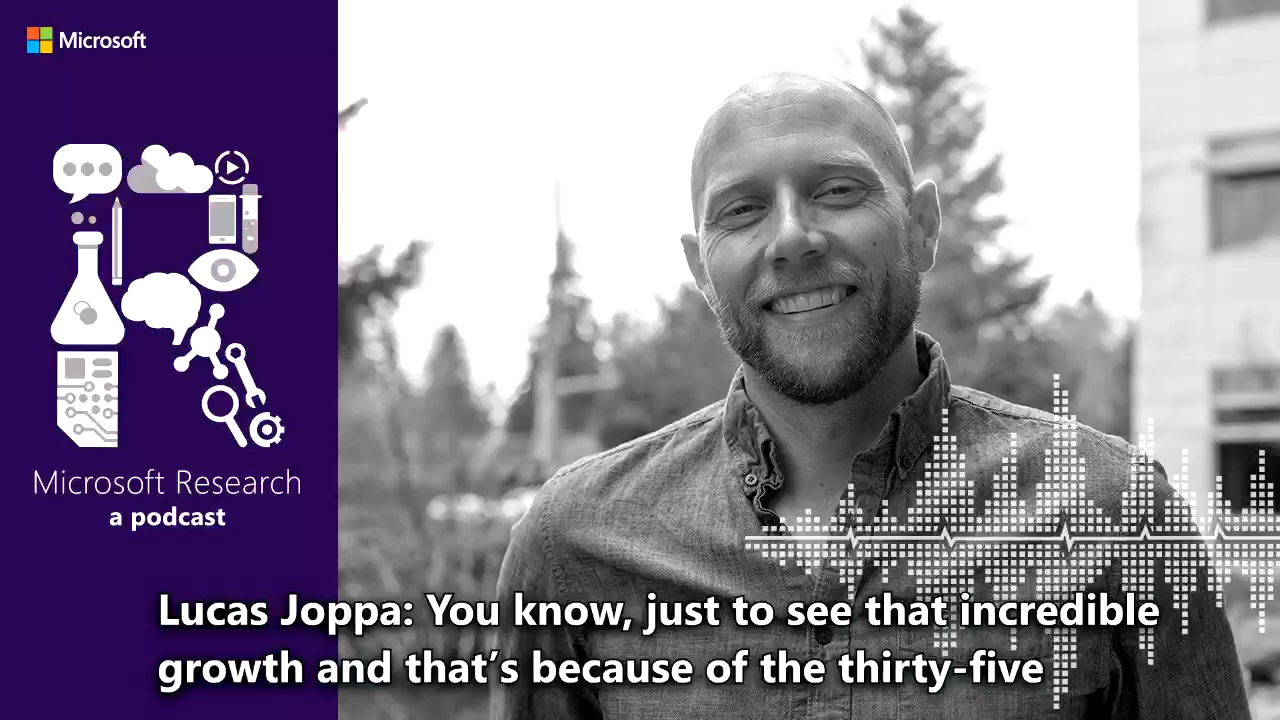 Microsoft
Microsoft Research
a podcast
Lucas Joppa: You know, just to see that incredible
growth and that’s because of the thirty-five